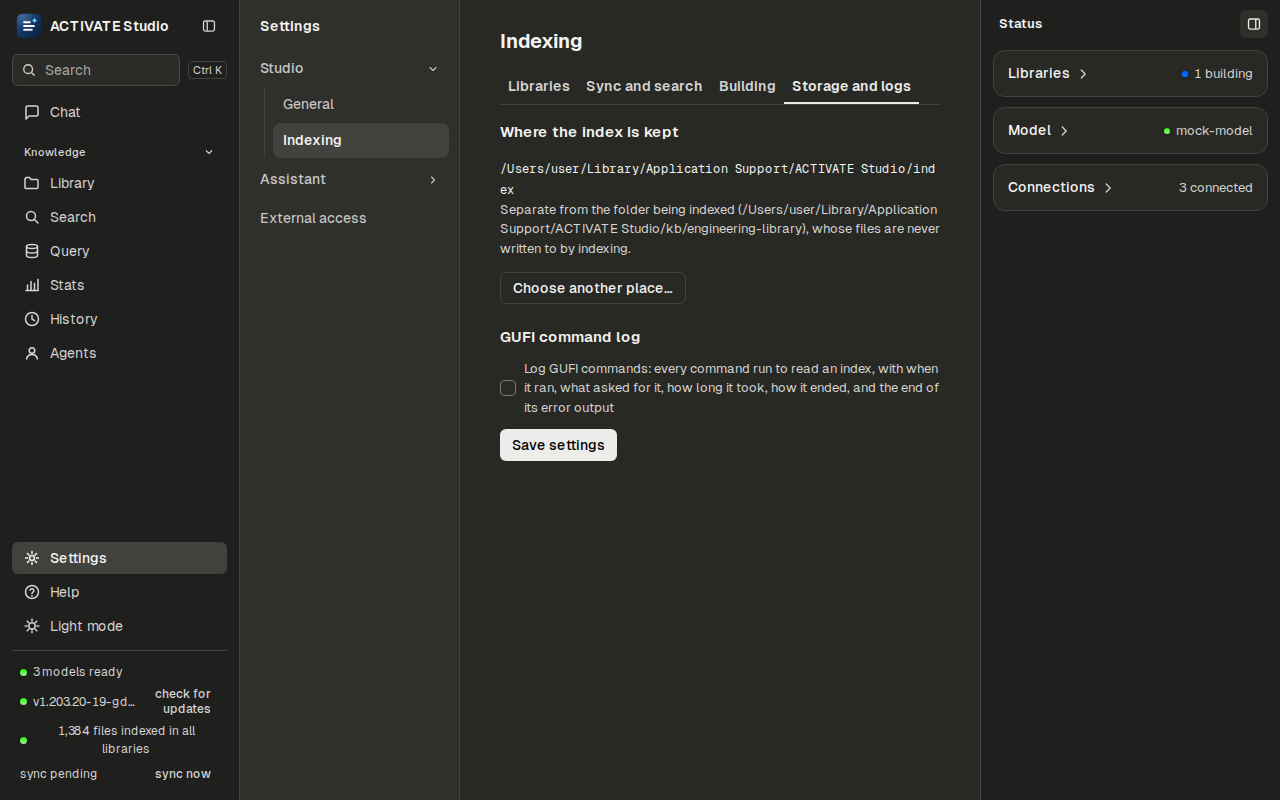 ACTIVATE Studio
Search
Ctrl K
Chat
Knowledge
Library
Search
Query
Stats
History
Agents
Settings
Help
Light mode
3 models ready
v1.203.20-19-gd…
check for
updates
1,384 files indexed in all
libraries
sync pending
sync now
Settings
Studio
General
Indexing
Assistant
External access
Indexing
Libraries
Sync and search
Building
Storage and logs
Where the index is kept
/Users/user/Library/Application Support/ACTIVATE Studio/ind
ex
Separate from the folder being indexed (/Users/user/Library/Application
Support/ACTIVATE Studio/kb/engineering-library), whose files are never
written to by indexing.
Choose another place…
GUFI command log
Log GUFI commands: every command run to read an index, with when
it ran, what asked for it, how long it took, how it ended, and the end of
its error output
Save settings
Status
Libraries
1 building
Model
mock-model
Connections
3 connected